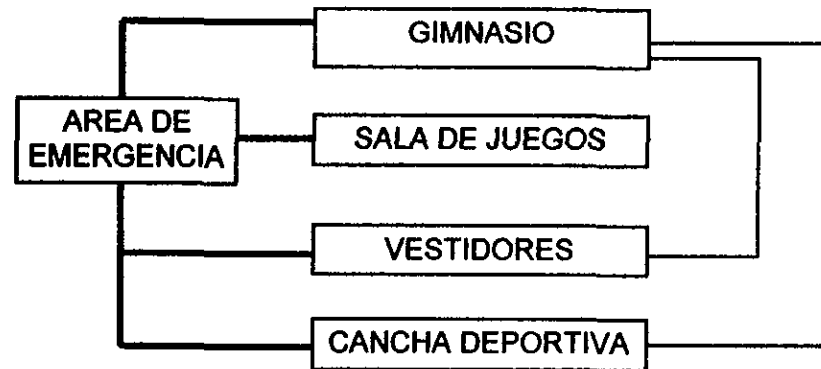 GIMNASIO
AREA DE
EMERGENCIA
SALA DE JUEGOS
VESTIDORES
CANCHA DEPORTIVA